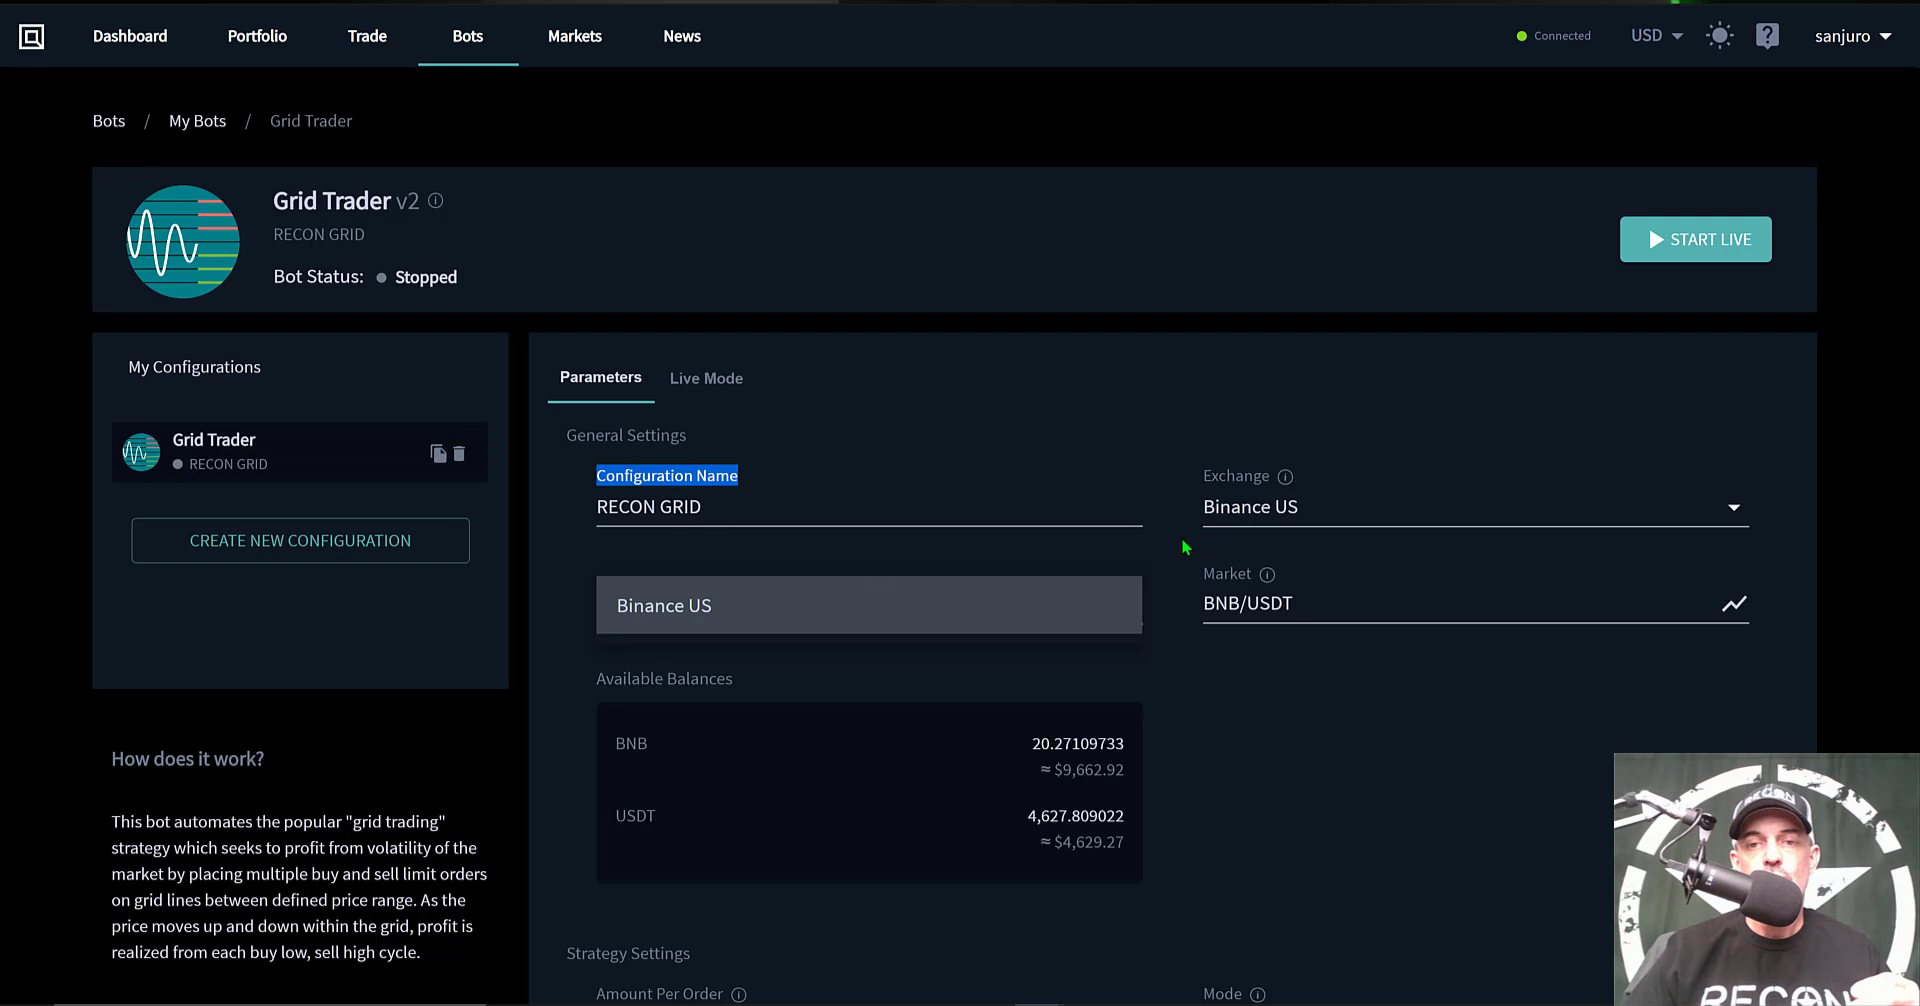 Dashboard
Portfolio
Trade
Bots
Markets
News
Connected
USD
sanjuro
Bots / My Bots / Grid Trader
Grid Trader v2
RECON GRID
Bot Status: Stopped
START LIVE
My Configurations
Grid Trader
RECON GRID
CREATE NEW CONFIGURATION
How does it work?
This bot automates the popular "grid trading"
strategy which seeks to profit from volatility of the
market by placing multiple buy and sell limit orders
on grid lines between defined price range. As the
price moves up and down within the grid, profit is
realized from each buy low, sell high cycle.
Parameters
Live Mode
General Settings
Configuration Name
RECON GRID
Exchange
Binance US
Binance US
Market
BNB/USDT
Available Balances
BNB
20.27109733
≈ $9,662.92
USDT
4,627.809022
≈ $4,629.27
Strategy Settings
Amount Per Order
Mode
RECON
RECON